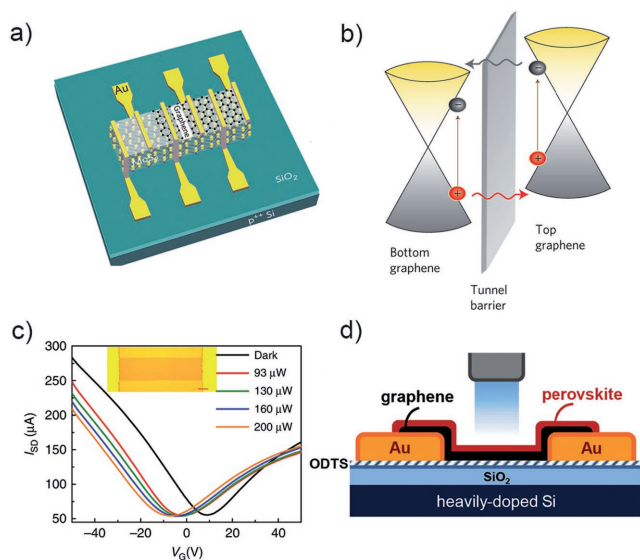 a)
Au
Graphene
MoS₂
SiO₂
p⁺⁺ Si
b)
Bottom
graphene
Tunnel
barrier
Top
graphene
−
−
+
+
c)
300
250
200
150
100
50
I_SD (µA)
Dark
93 µW
130 µW
160 µW
200 µW
−40 −20 0 20 40
V_G(V)
d)
graphene
perovskite
Au
Au
ODTS
SiO₂
heavily-doped Si